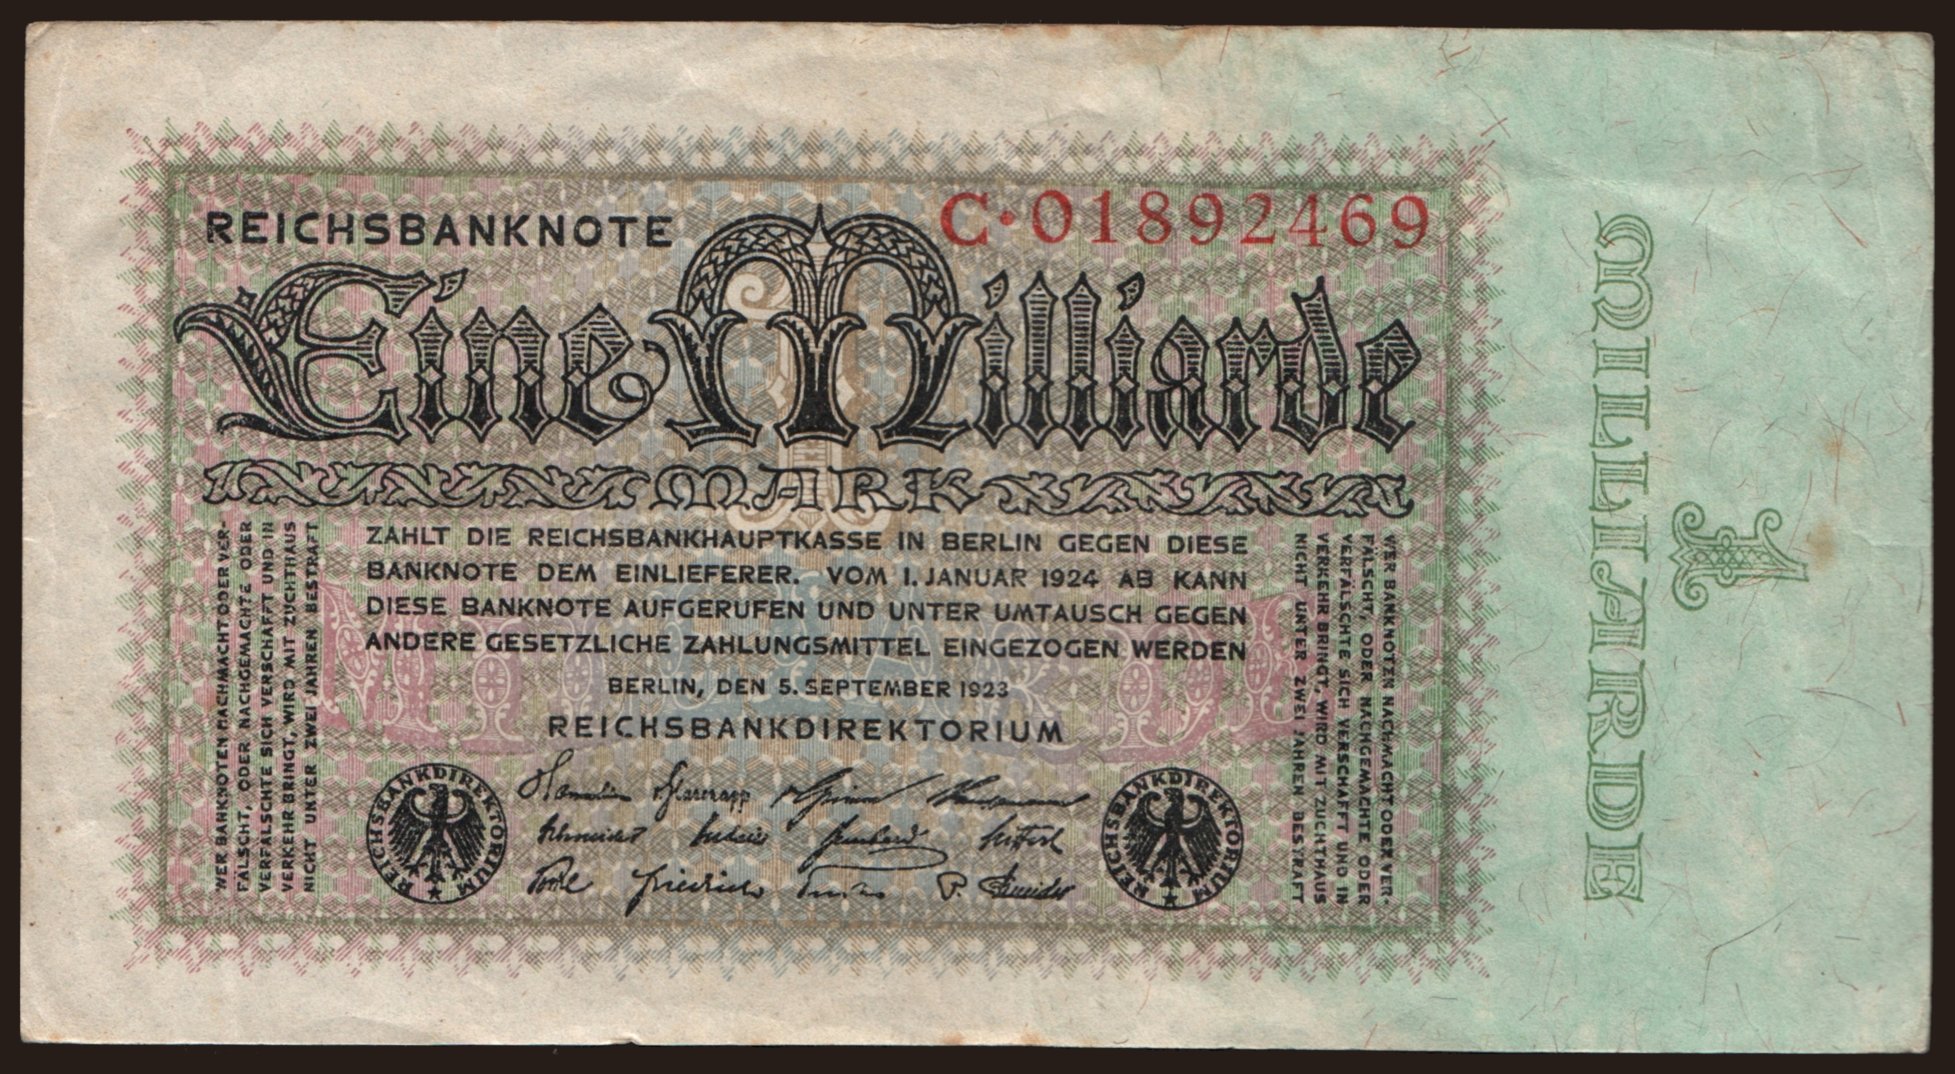 REICHSBANKNOTE
C·01892469
Eine Milliarde
MARK
ZAHLT DIE REICHSBANKHAUPTKASSE IN BERLIN GEGEN DIESE
BANKNOTE DEM EINLIEFERER. VOM 1. JANUAR 1924 AB KANN
DIESE BANKNOTE AUFGERUFEN UND UNTER UMTAUSCH GEGEN
ANDERE GESETZLICHE ZAHLUNGSMITTEL EINGEZOGEN WERDEN
BERLIN, DEN 5. SEPTEMBER 1923
REICHSBANKDIREKTORIUM
WER BANKNOTEN NACHMACHT ODER VER-
FÄLSCHT, ODER NACHGEMACHTE ODER
VERFÄLSCHTE SICH VERSCHAFFT UND IN
VERKEHR BRINGT, WIRD MIT ZUCHTHAUS
NICHT UNTER ZWEI JAHREN BESTRAFT
WER BANKNOTEN NACHMACHT ODER VER-
FÄLSCHT, ODER NACHGEMACHTE ODER
VERFÄLSCHTE SICH VERSCHAFFT UND IN
VERKEHR BRINGT, WIRD MIT ZUCHTHAUS
NICHT UNTER ZWEI JAHREN BESTRAFT
1
MILLIARDE
REICHSBANKDIREKTORIUM
REICHSBANKDIREKTORIUM
Friedrich
P. Schneider
1
MILLIARDE